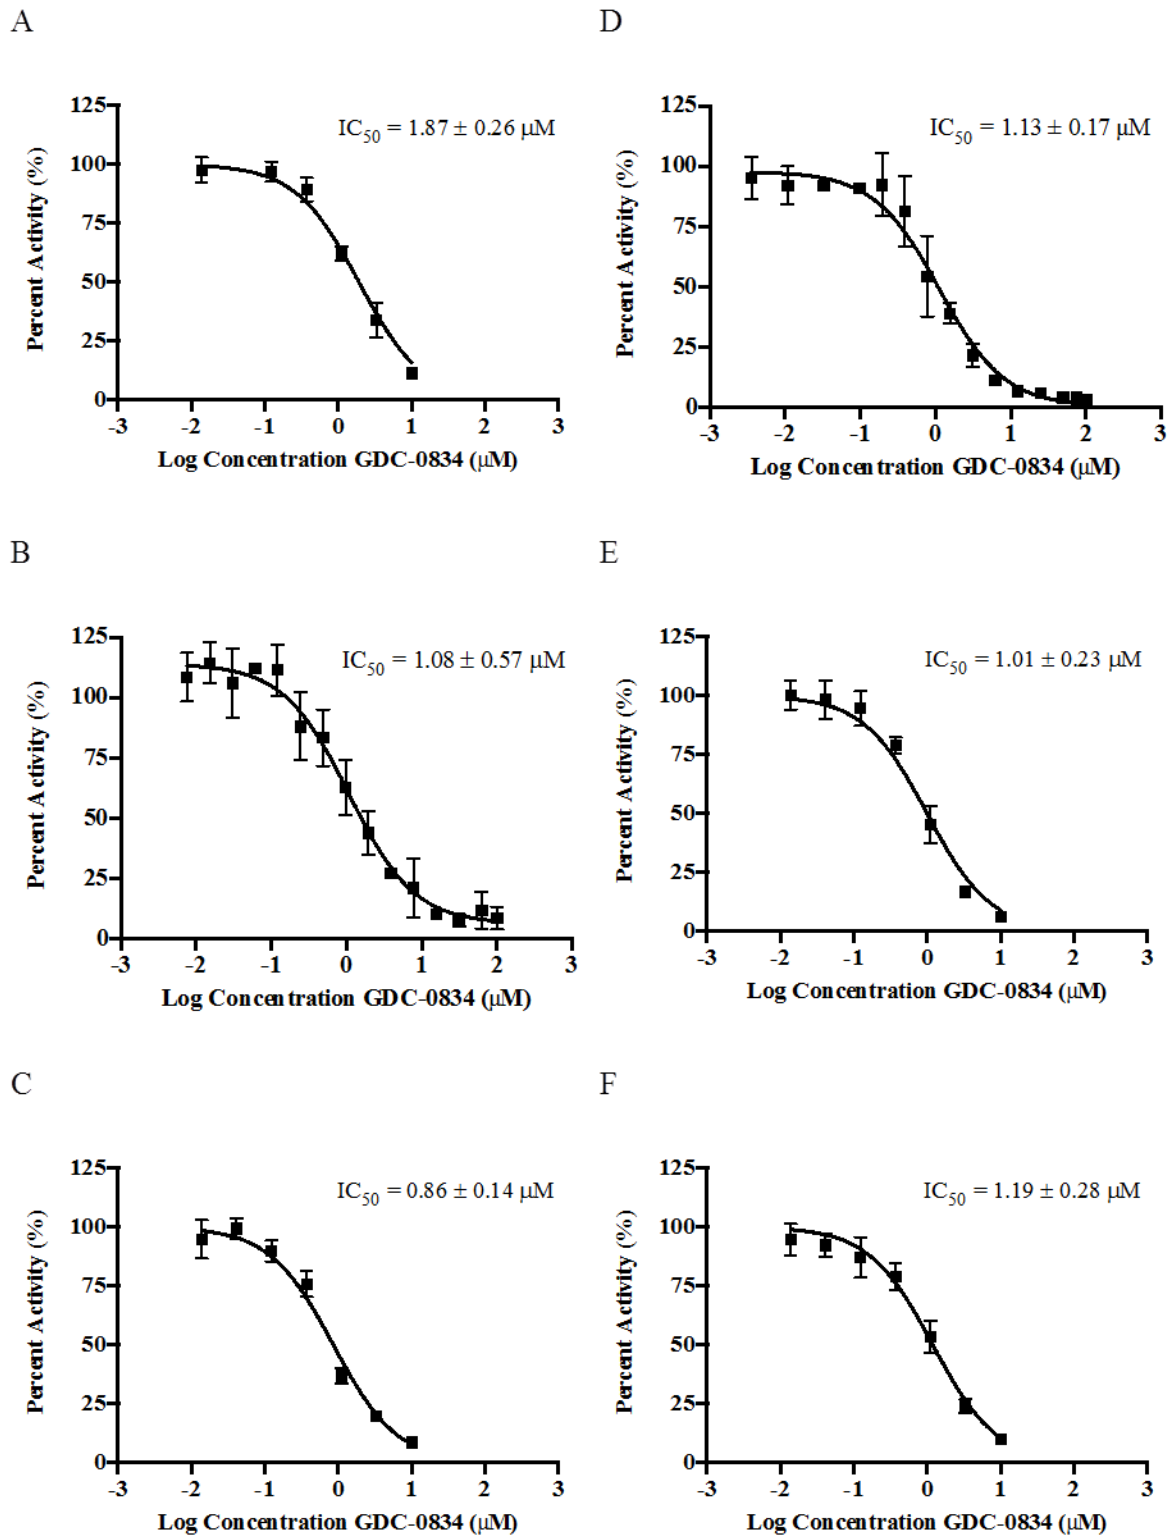 A
IC50 = 1.87 ± 0.26 µM
Percent Activity (%)
125
100
75
50
25
0
-3 -2 -1 0 1 2 3
Log Concentration GDC-0834 (µM)
D
IC50 = 1.13 ± 0.17 µM
Percent Activity (%)
125
100
75
50
25
0
-3 -2 -1 0 1 2 3
Log Concentration GDC-0834 (µM)
B
IC50 = 1.08 ± 0.57 µM
Percent Activity (%)
125
100
75
50
25
0
-3 -2 -1 0 1 2 3
Log Concentration GDC-0834 (µM)
E
IC50 = 1.01 ± 0.23 µM
Percent Activity (%)
125
100
75
50
25
0
-3 -2 -1 0 1 2 3
Log Concentration GDC-0834 (µM)
C
IC50 = 0.86 ± 0.14 µM
Percent Activity (%)
125
100
75
50
25
0
-3 -2 -1 0 1 2 3
Log Concentration GDC-0834 (µM)
F
IC50 = 1.19 ± 0.28 µM
Percent Activity (%)
125
100
75
50
25
0
-3 -2 -1 0 1 2 3
Log Concentration GDC-0834 (µM)